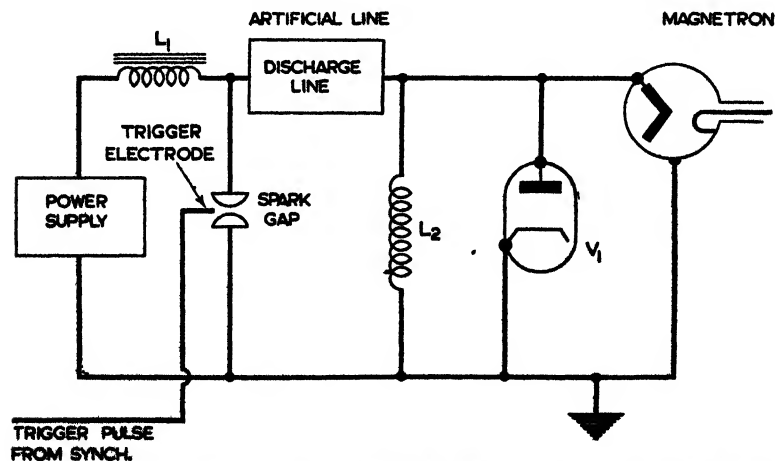 ARTIFICIAL LINE
MAGNETRON
L1
DISCHARGE
LINE
TRIGGER
ELECTRODE
POWER
SUPPLY
SPARK
GAP
L2
V1
TRIGGER PULSE
FROM SYNCH.